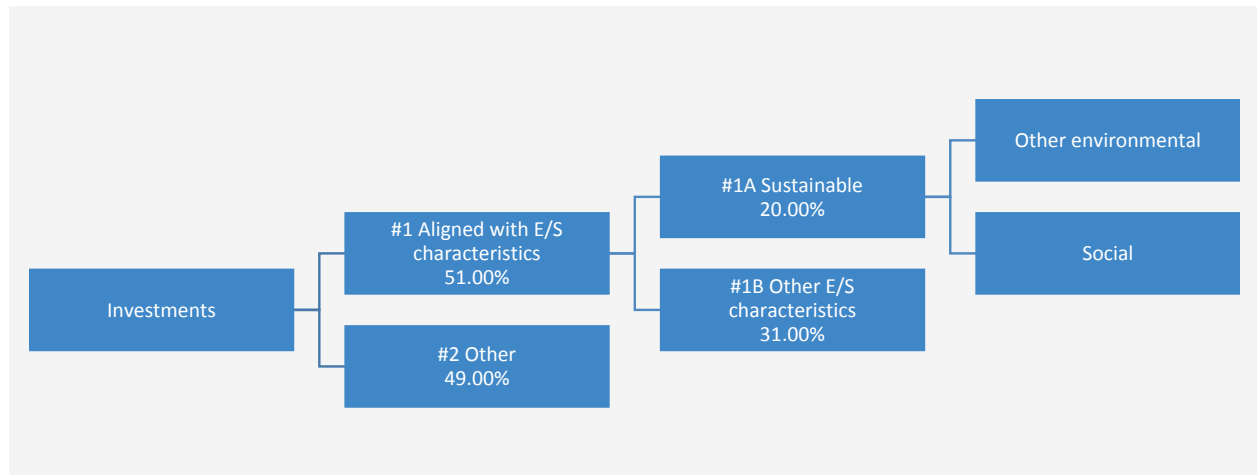 Investments
#1 Aligned with E/S
characteristics
51.00%
#2 Other
49.00%
#1A Sustainable
20.00%
#1B Other E/S
characteristics
31.00%
Other environmental
Social